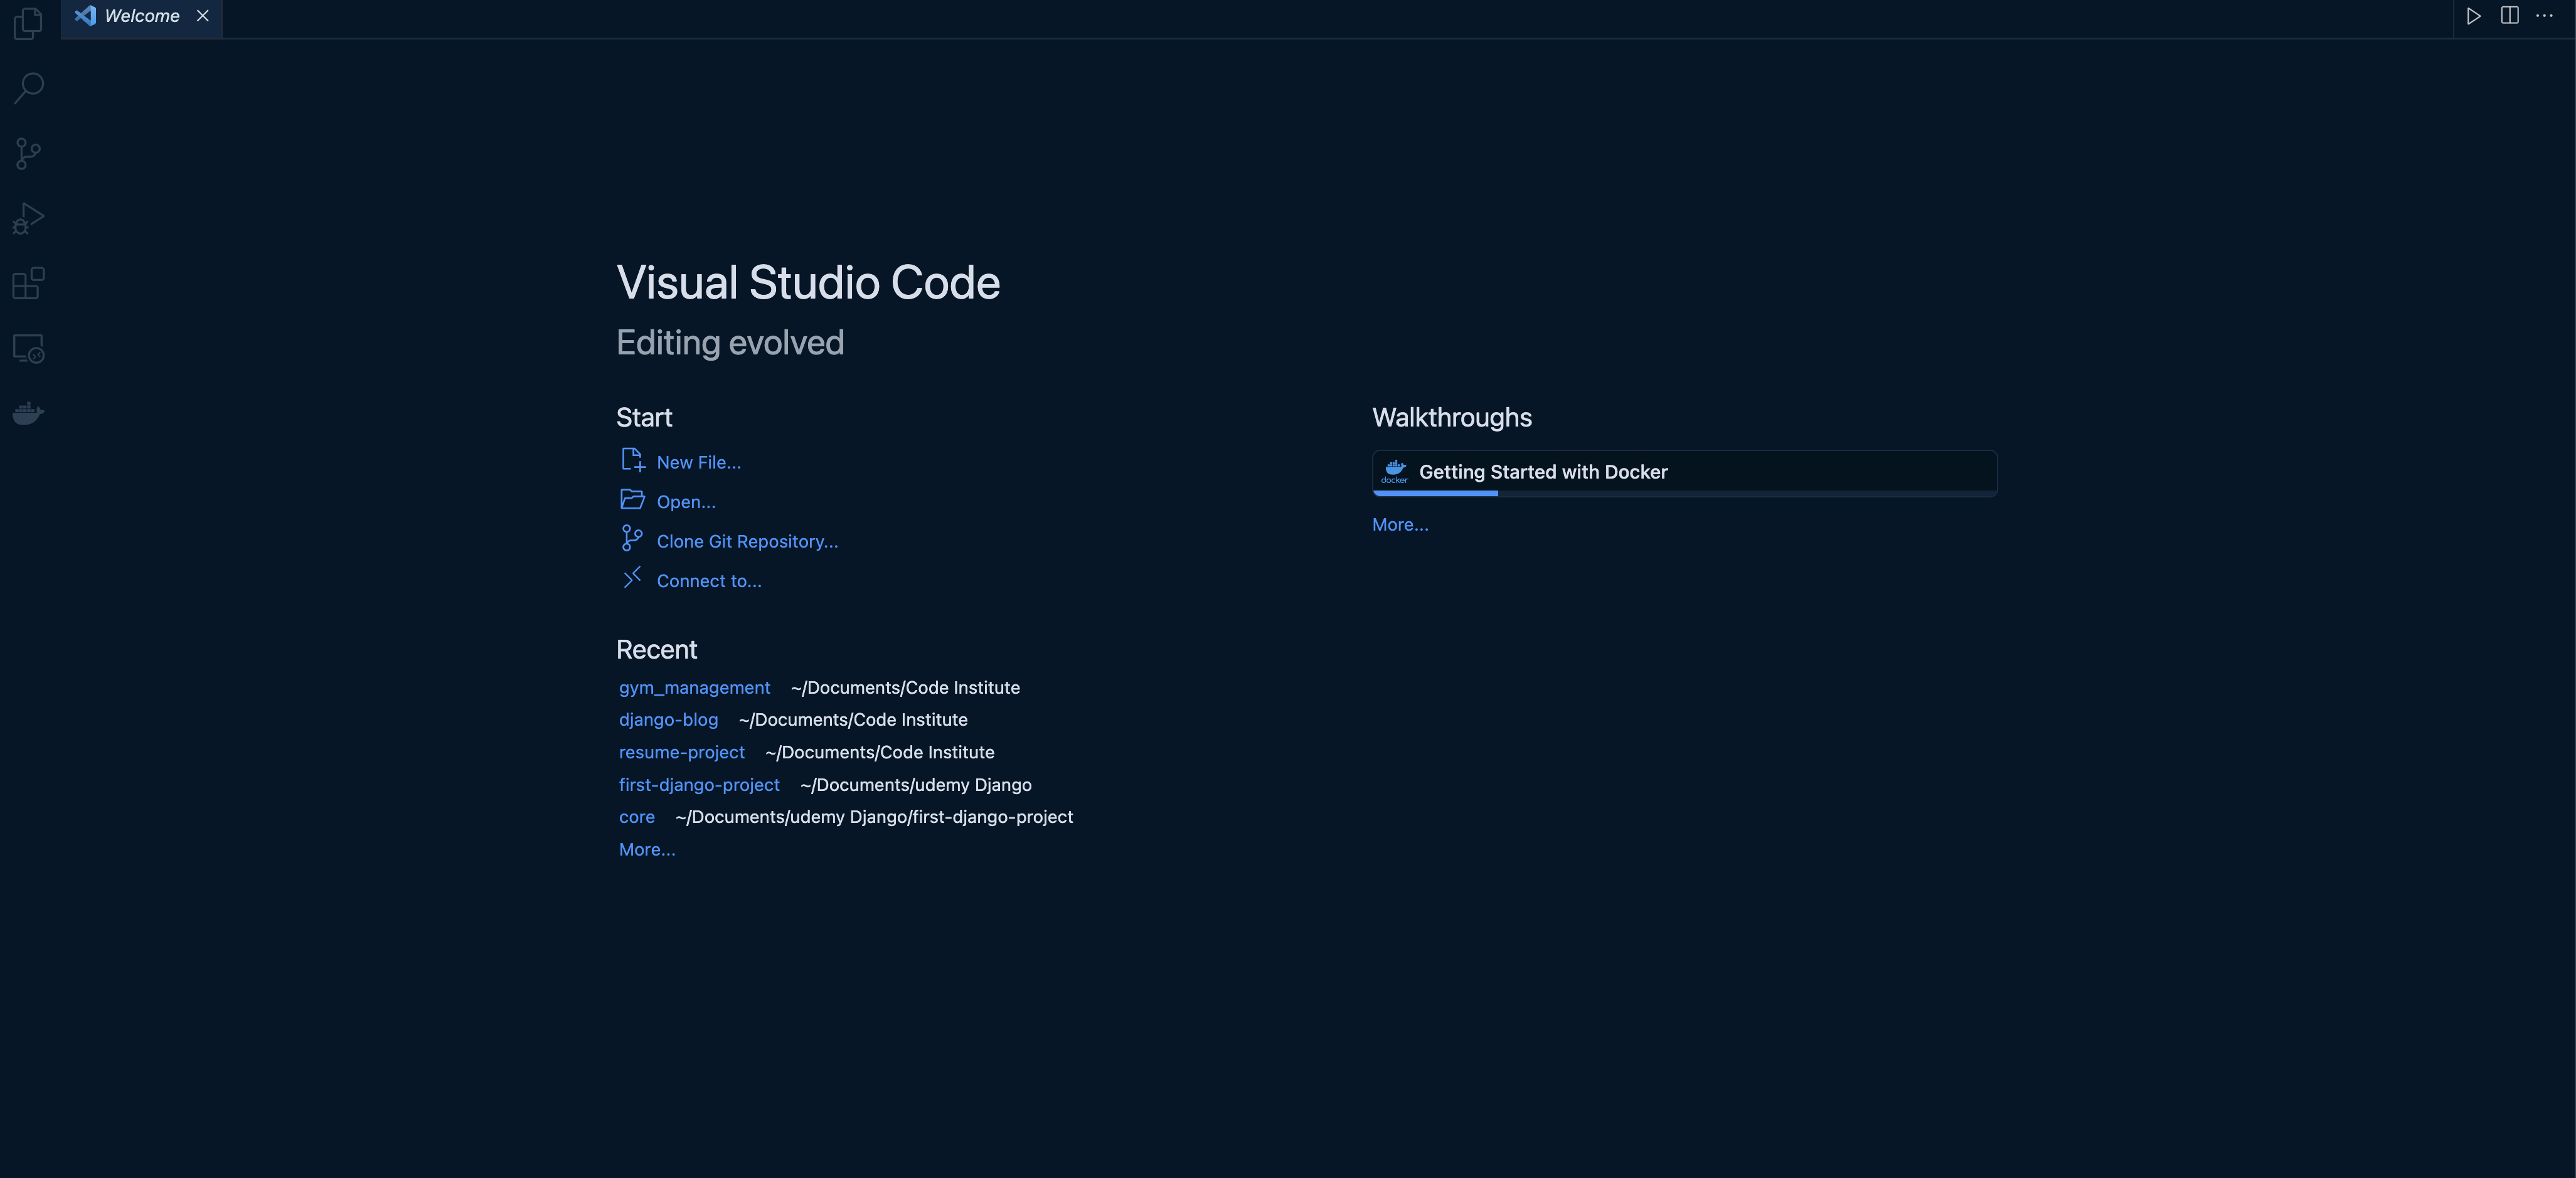 Welcome
Visual Studio Code
Editing evolved
Start
New File...
Open...
Clone Git Repository...
Connect to...
Recent
gym_management ~/Documents/Code Institute
django-blog ~/Documents/Code Institute
resume-project ~/Documents/Code Institute
first-django-project ~/Documents/udemy Django
core ~/Documents/udemy Django/first-django-project
More...
Walkthroughs
docker
Getting Started with Docker
More...